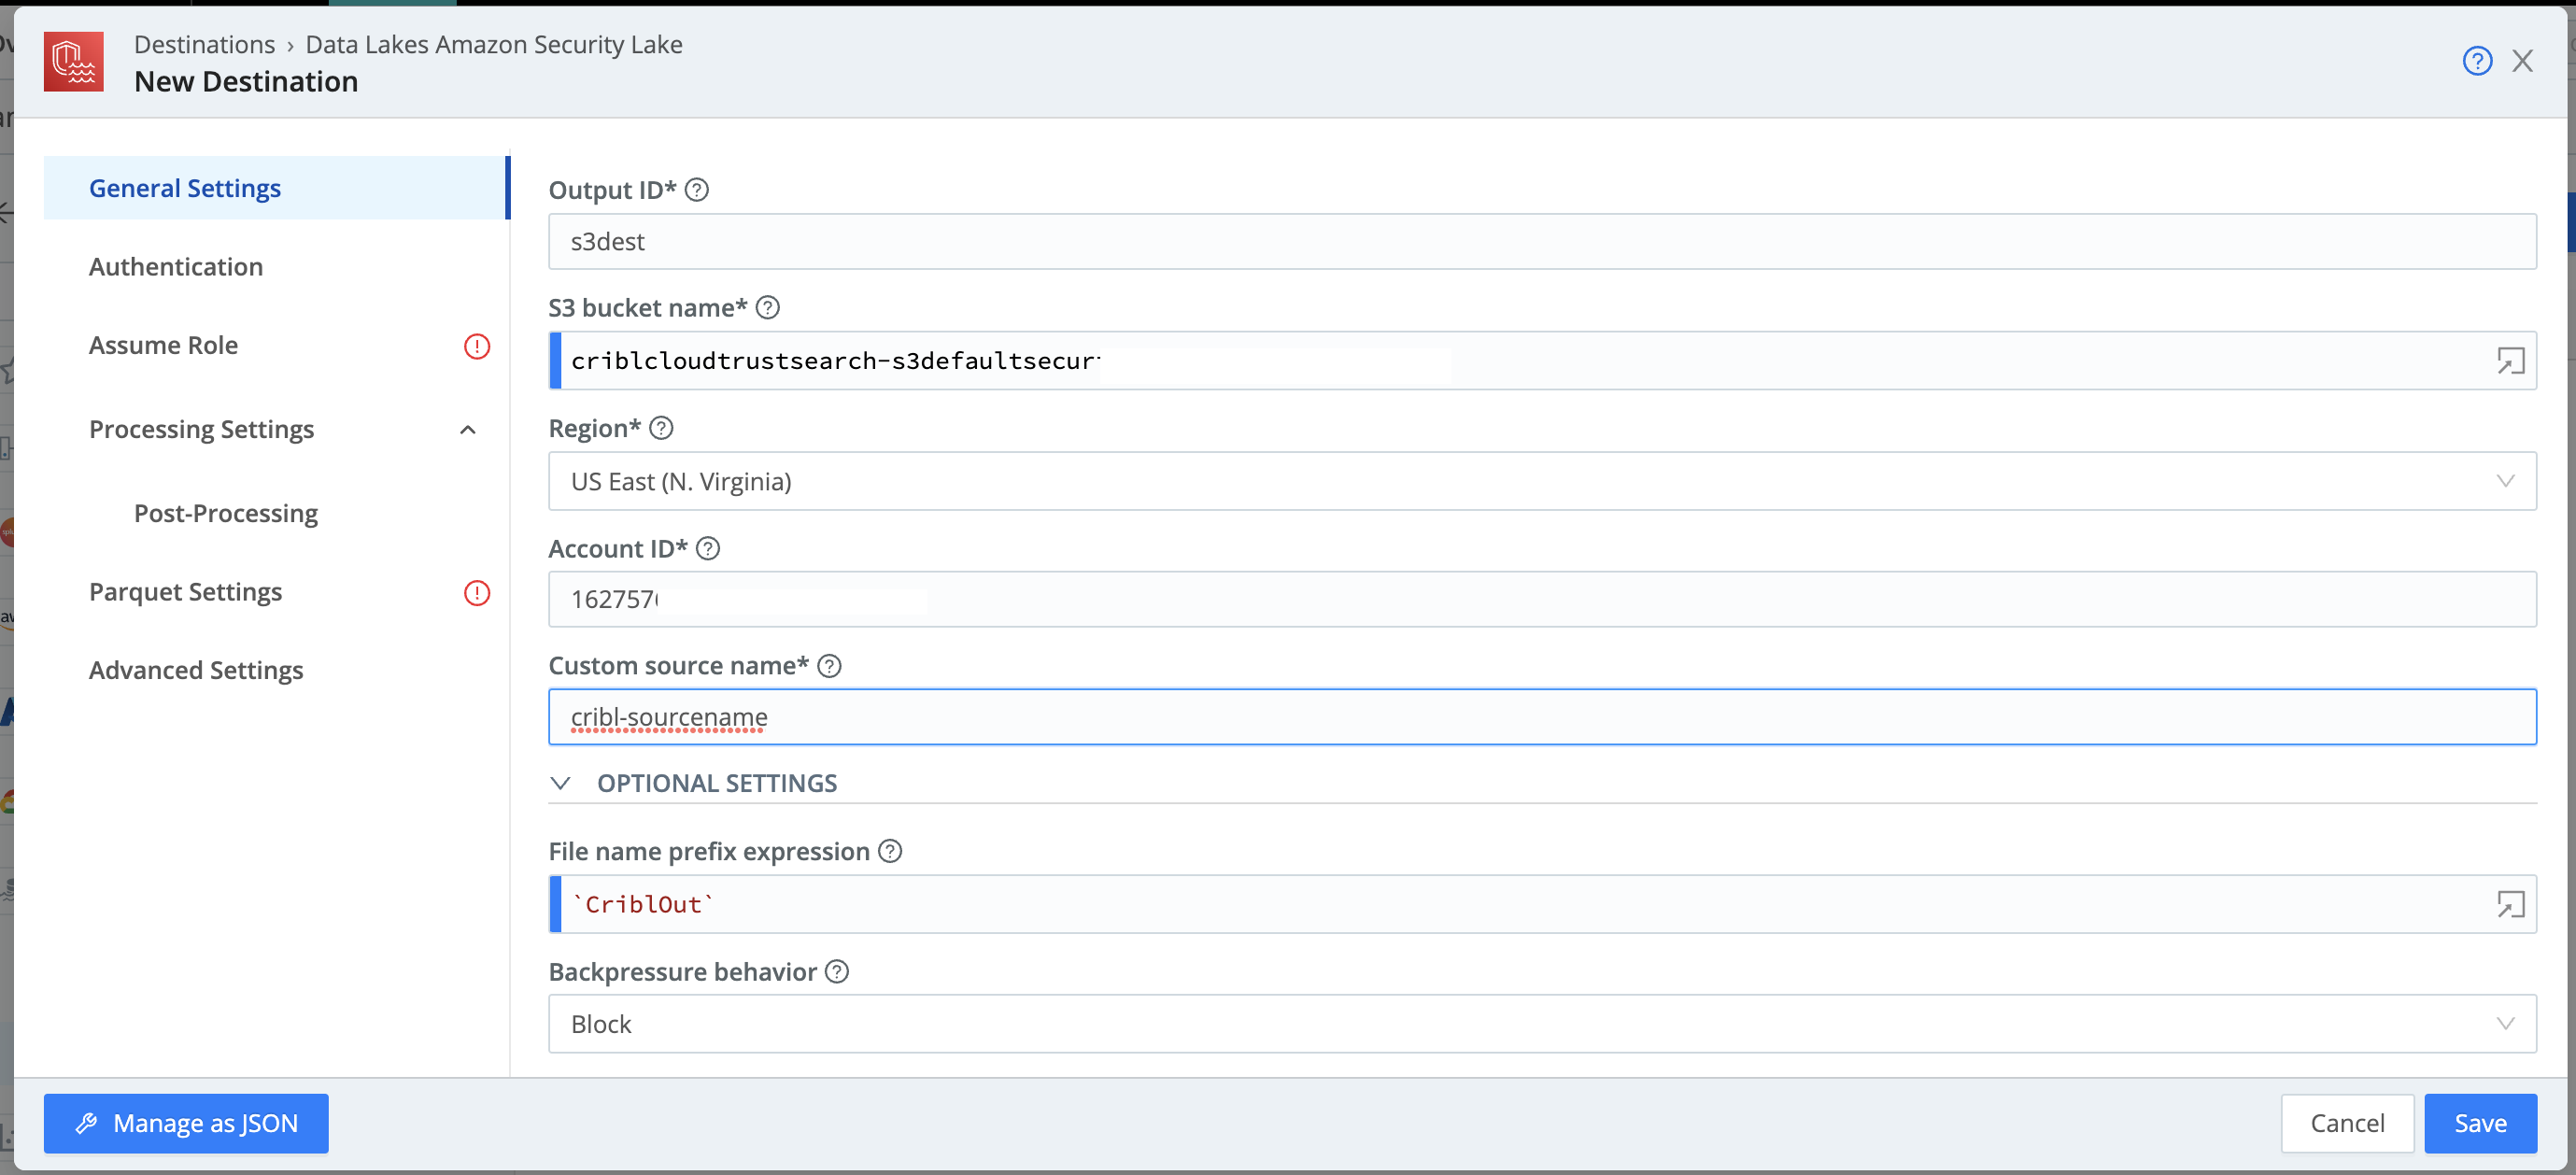 Destinations › Data Lakes Amazon Security Lake
New Destination
General Settings
Authentication
Assume Role
Processing Settings
Post-Processing
Parquet Settings
Advanced Settings
Output ID*
s3dest
S3 bucket name*
criblcloudtrustsearch-s3defaultsecur
Region*
US East (N. Virginia)
Account ID*
162757
Custom source name*
cribl-sourcename
OPTIONAL SETTINGS
File name prefix expression
`CriblOut`
Backpressure behavior
Block
Manage as JSON
Cancel
Save